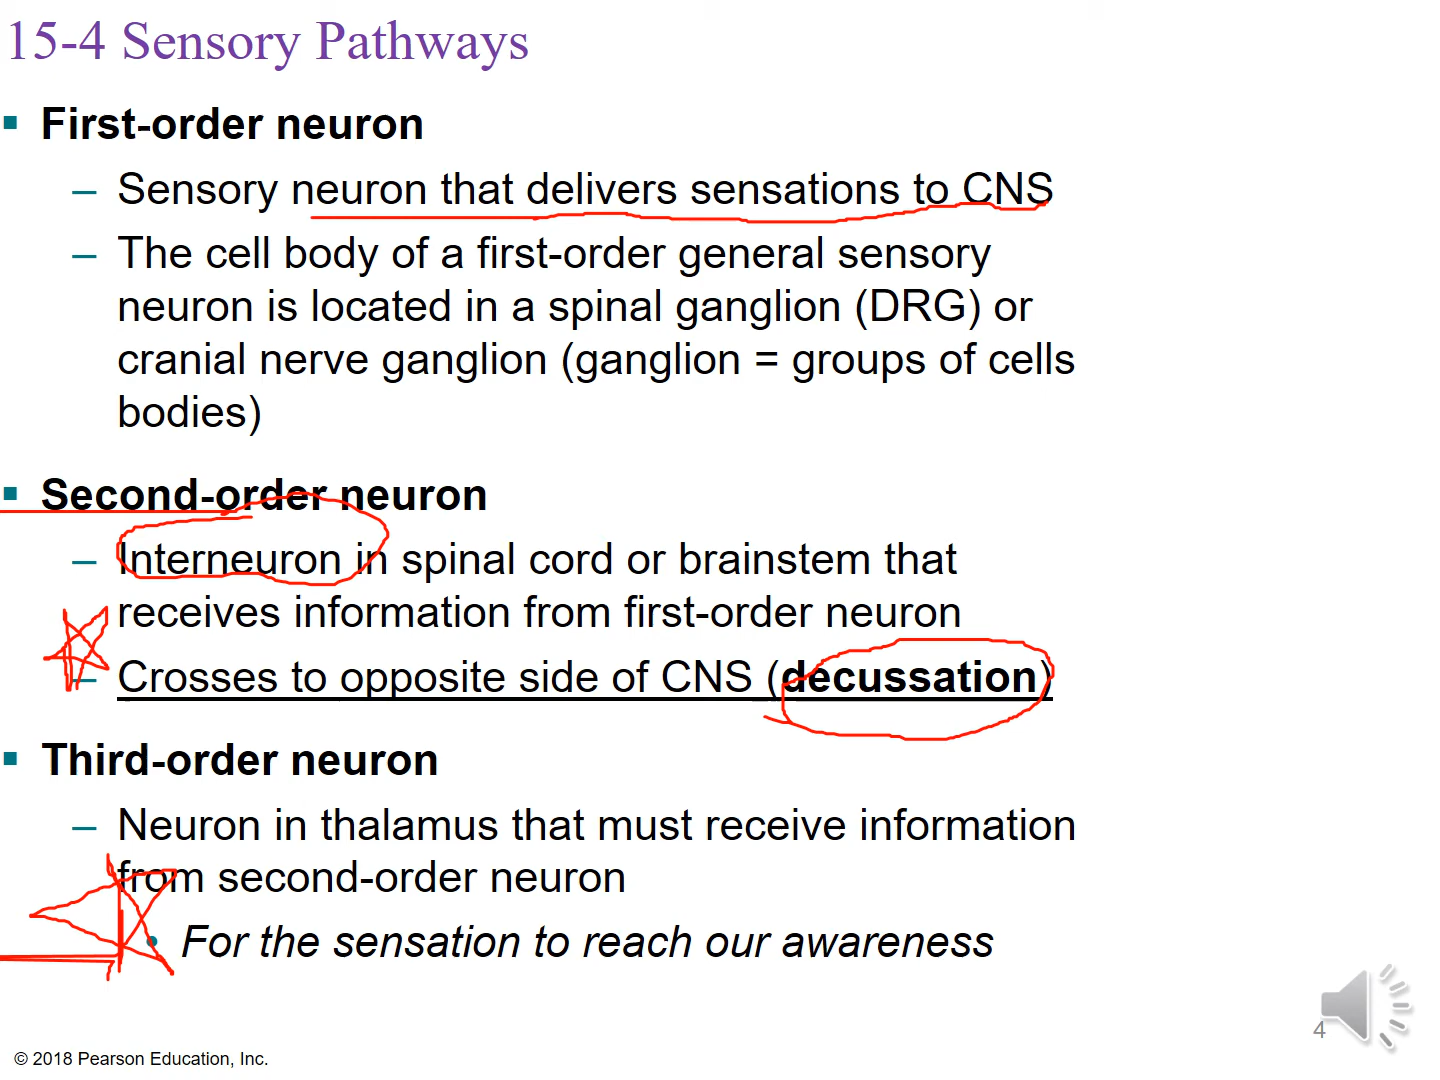 15-4 Sensory Pathways
▪ First-order neuron
– Sensory neuron that delivers sensations to CNS
– The cell body of a first-order general sensory
neuron is located in a spinal ganglion (DRG) or
cranial nerve ganglion (ganglion = groups of cells
bodies)
▪ Second-order neuron
– Interneuron in spinal cord or brainstem that
receives information from first-order neuron
– Crosses to opposite side of CNS (decussation)
▪ Third-order neuron
– Neuron in thalamus that must receive information
from second-order neuron
• For the sensation to reach our awareness
4
© 2018 Pearson Education, Inc.